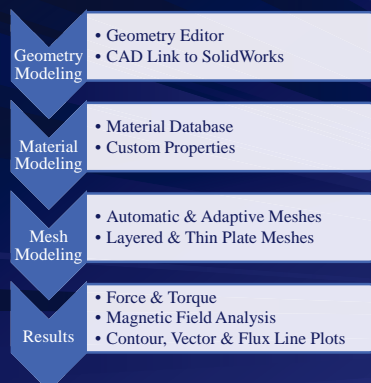 Geometry
Modeling
• Geometry Editor
• CAD Link to SolidWorks
Material
Modeling
• Material Database
• Custom Properties
Mesh
Modeling
• Automatic & Adaptive Meshes
• Layered & Thin Plate Meshes
Results
• Force & Torque
• Magnetic Field Analysis
• Contour, Vector & Flux Line Plots